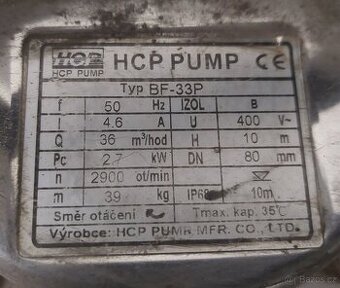 HCP
HCP PUMP
HCP PUMP CE
Typ BF-33P
f 50 Hz IZOL B
I 4.6 A U 400 V~
Q 36 m³/hod H 10 m
Pc 2.7 kW DN 80 mm
n 2900 ot/min
m 39 kg IP68 10m
Směr otáčení Tmax. kap. 35℃
Výrobce: HCP PUMP MFR. CO., LTD.